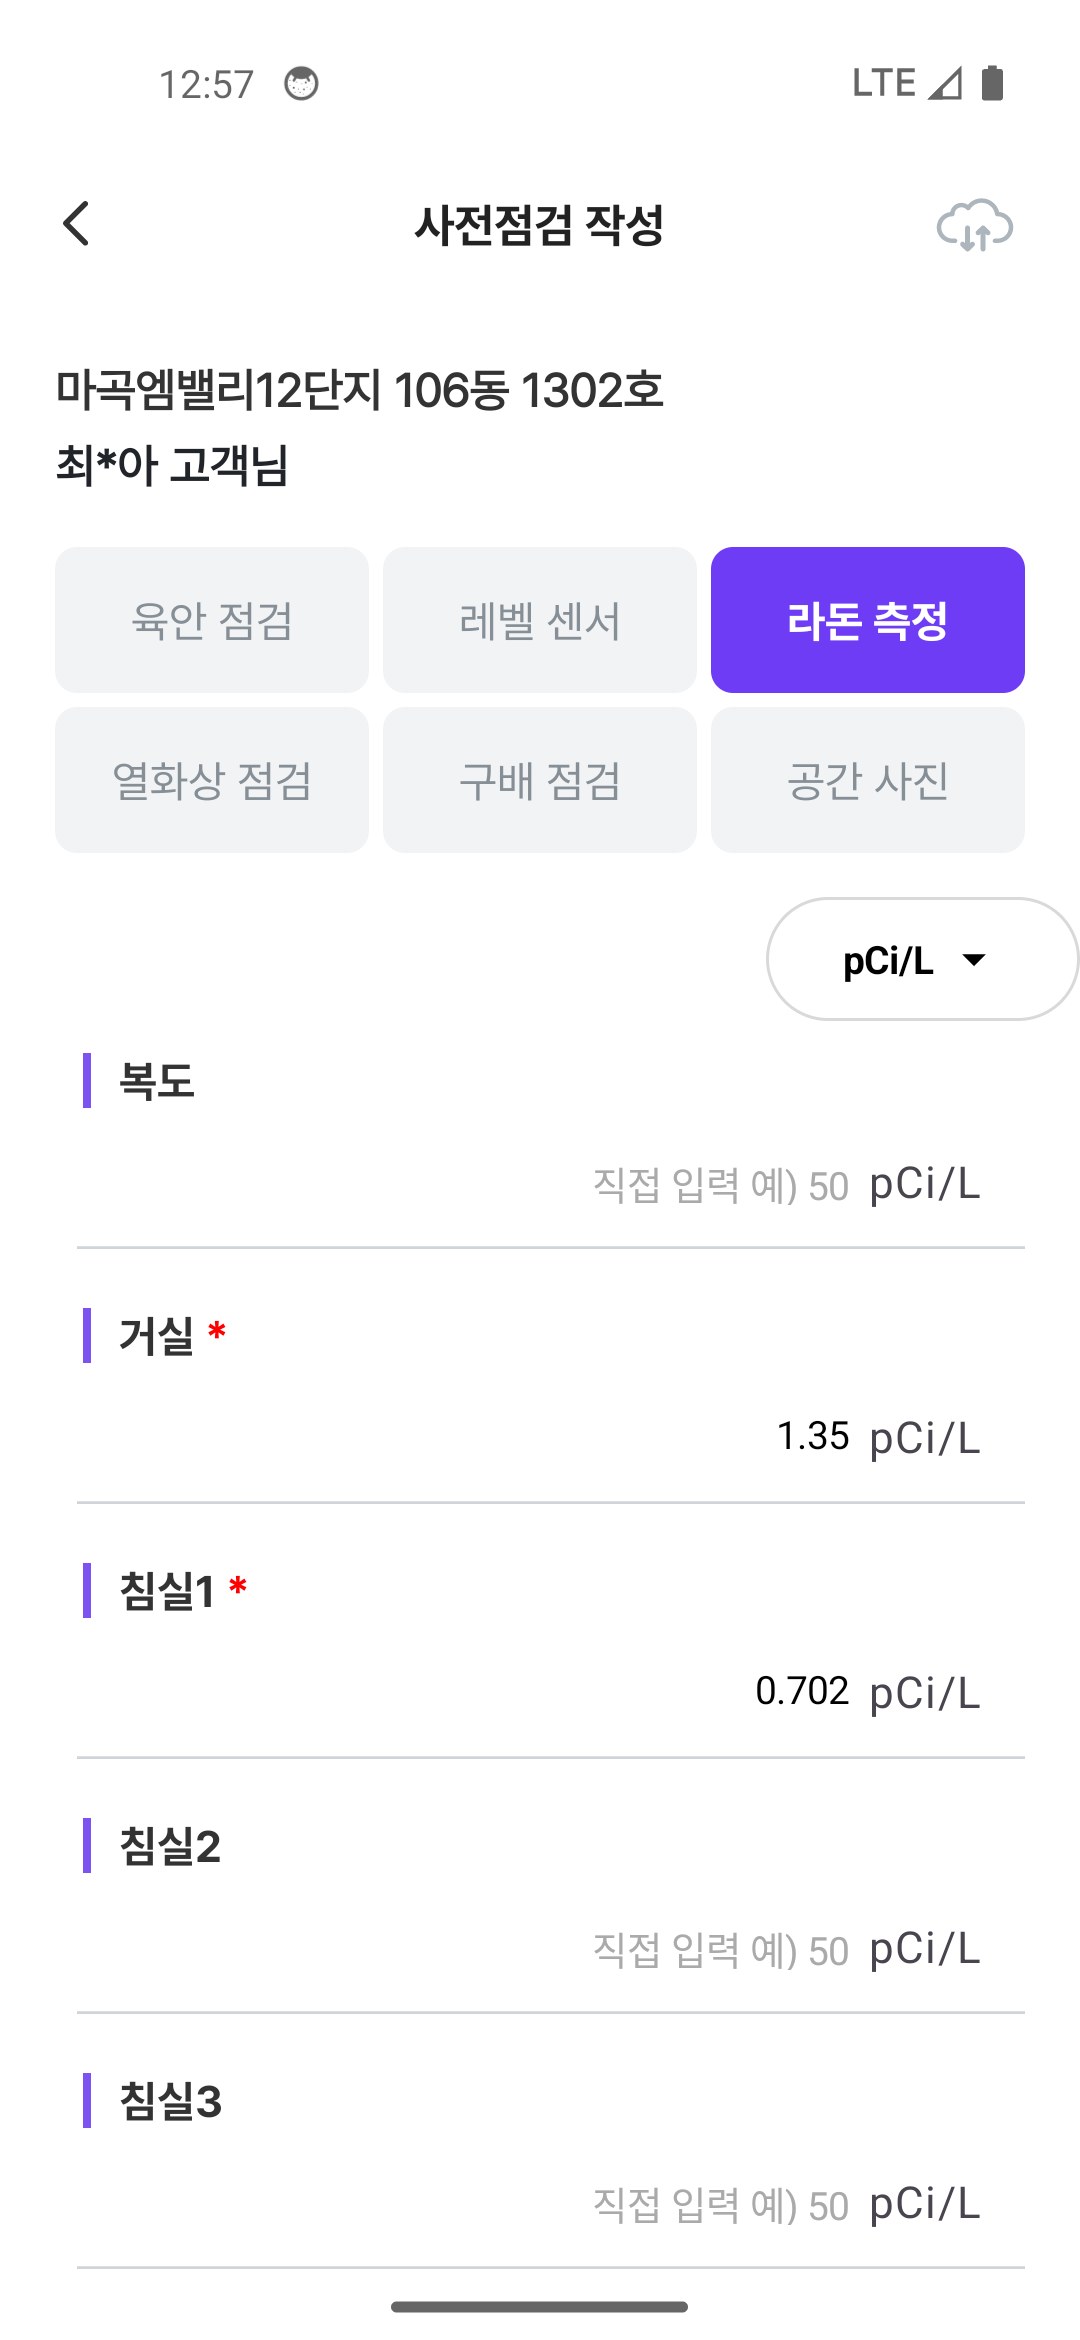 12:57
LTE
사전점검 작성
마곡엠밸리12단지 106동 1302호
최*아 고객님
육안 점검
레벨 센서
라돈 측정
열화상 점검
구배 점검
공간 사진
pCi/L
복도
직접 입력 예) 50 pCi/L
거실 *
1.35 pCi/L
침실1 *
0.702 pCi/L
침실2
직접 입력 예) 50 pCi/L
침실3
직접 입력 예) 50 pCi/L